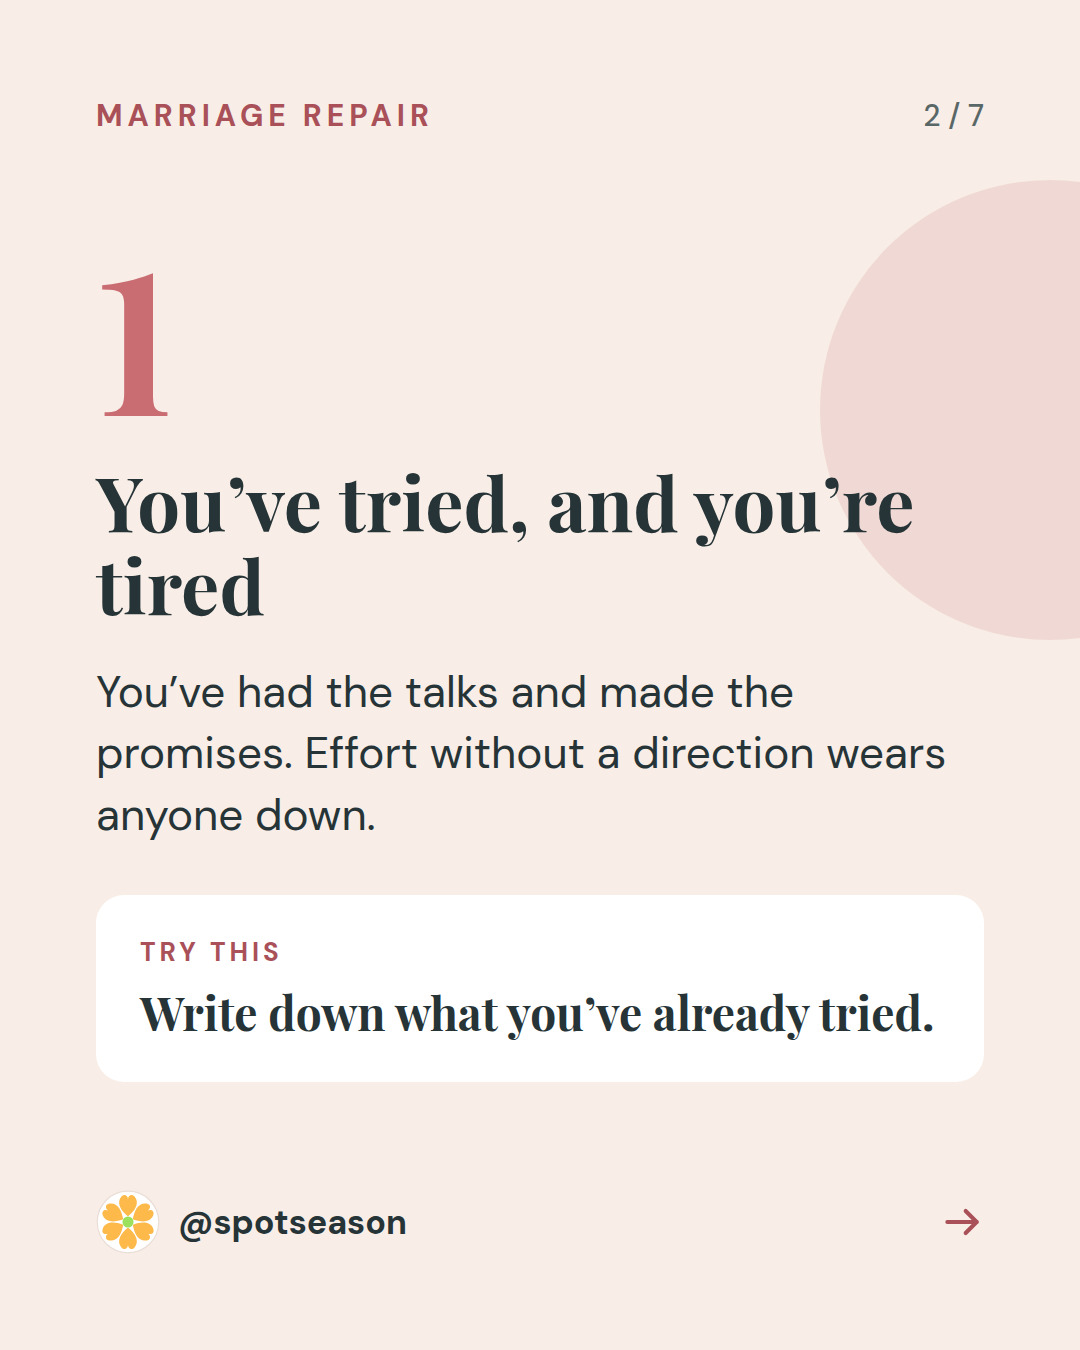 MARRIAGE REPAIR
2 / 7
1
You’ve tried, and you’re
tired
You’ve had the talks and made the
promises. Effort without a direction wears
anyone down.
TRY THIS
Write down what you’ve already tried.
@spotseason